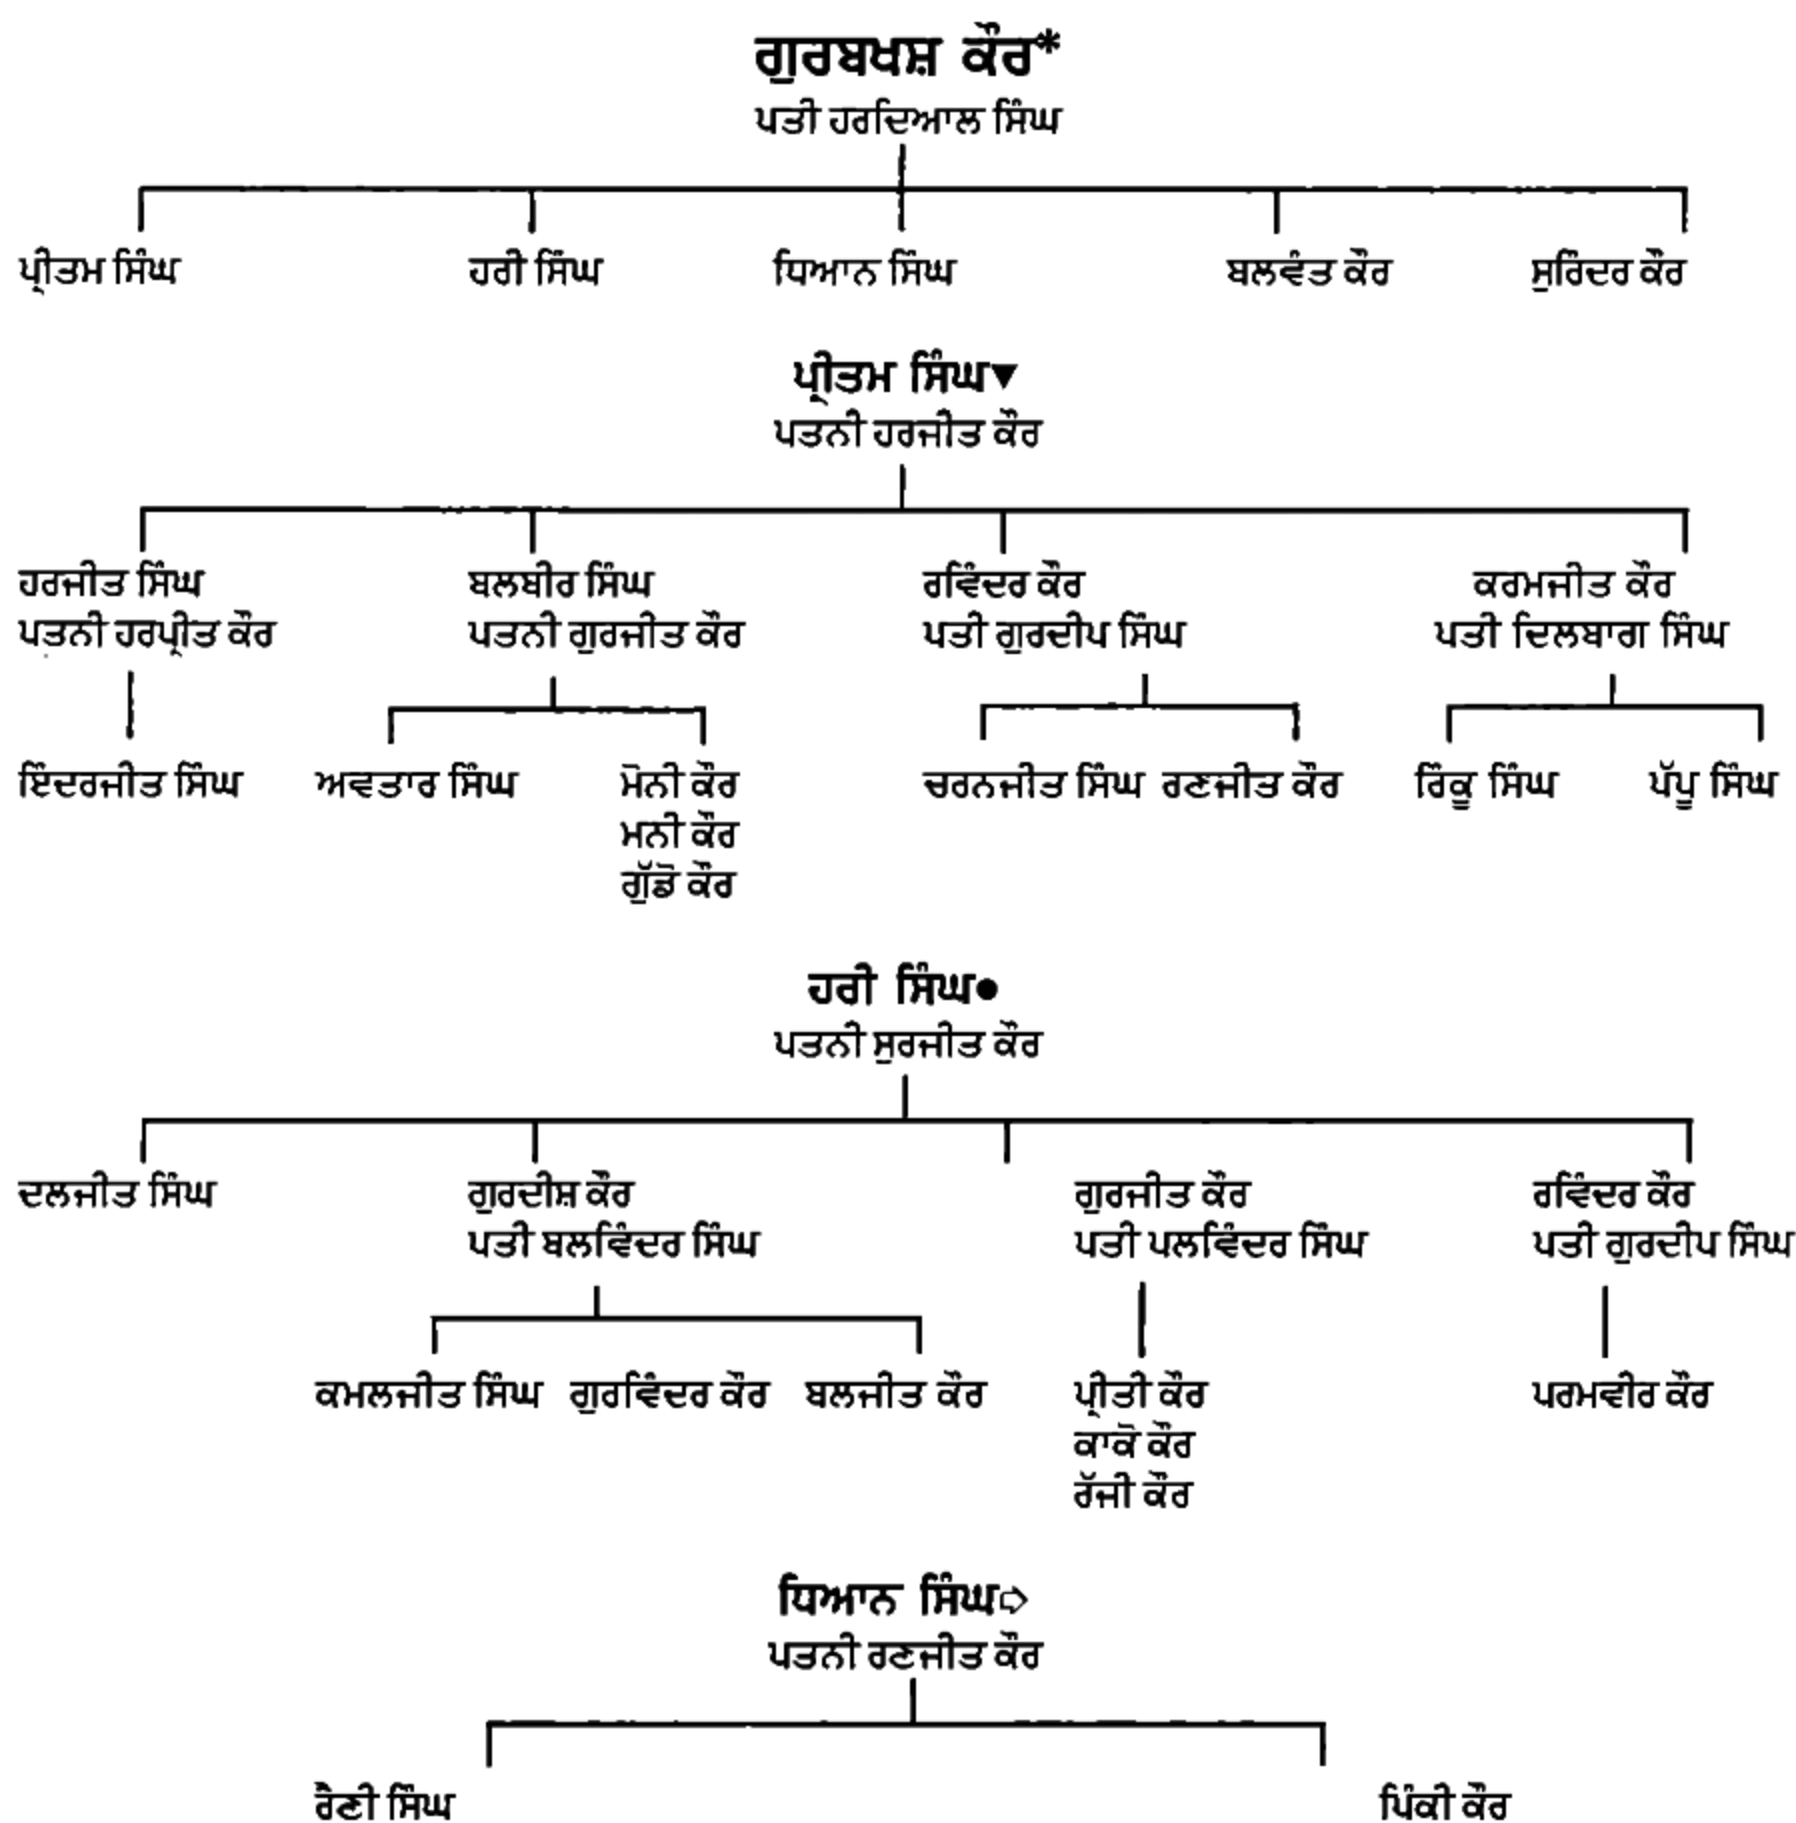 ਗੁਰਬਖਸ਼ ਕੌਰ*
ਪਤੀ ਹਰਦਿਆਲ ਸਿੰਘ
ਪ੍ਰੀਤਮ ਸਿੰਘ ਹਰੀ ਸਿੰਘ ਧਿਆਨ ਸਿੰਘ ਬਲਵੰਤ ਕੌਰ ਸੁਰਿੰਦਰ ਕੌਰ
ਪ੍ਰੀਤਮ ਸਿੰਘ▼
ਪਤਨੀ ਹਰਜੀਤ ਕੌਰ
ਹਰਜੀਤ ਸਿੰਘ ਬਲਬੀਰ ਸਿੰਘ ਰਵਿੰਦਰ ਕੌਰ ਕਰਮਜੀਤ ਕੌਰ
ਪਤਨੀ ਹਰਪ੍ਰੀਤ ਕੌਰ ਪਤਨੀ ਗੁਰਜੀਤ ਕੌਰ ਪਤੀ ਗੁਰਦੀਪ ਸਿੰਘ ਪਤੀ ਦਿਲਬਾਗ ਸਿੰਘ
ਇੰਦਰਜੀਤ ਸਿੰਘ ਅਵਤਾਰ ਸਿੰਘ ਮੋਨੀ ਕੌਰ ਚਰਨਜੀਤ ਸਿੰਘ ਰਣਜੀਤ ਕੌਰ ਰਿੰਕੂ ਸਿੰਘ ਪੱਪੂ ਸਿੰਘ
ਮਨੀ ਕੌਰ
ਗੁੱਡੋ ਕੌਰ
ਹਰੀ ਸਿੰਘ●
ਪਤਨੀ ਸੁਰਜੀਤ ਕੌਰ
ਦਲਜੀਤ ਸਿੰਘ ਗੁਰਦੀਸ਼ ਕੌਰ ਗੁਰਜੀਤ ਕੌਰ ਰਵਿੰਦਰ ਕੌਰ
ਪਤੀ ਬਲਵਿੰਦਰ ਸਿੰਘ ਪਤੀ ਪਲਵਿੰਦਰ ਸਿੰਘ ਪਤੀ ਗੁਰਦੀਪ ਸਿੰਘ
ਕਮਲਜੀਤ ਸਿੰਘ ਗੁਰਵਿੰਦਰ ਕੌਰ ਬਲਜੀਤ ਕੌਰ ਪ੍ਰੀਤੀ ਕੌਰ ਪਰਮਵੀਰ ਕੌਰ
ਕਾਕੋ ਕੌਰ
ਰੱਜੀ ਕੌਰ
ਧਿਆਨ ਸਿੰਘ➩
ਪਤਨੀ ਰਣਜੀਤ ਕੌਰ
ਰੈਣੀ ਸਿੰਘ ਪਿੰਕੀ ਕੌਰ